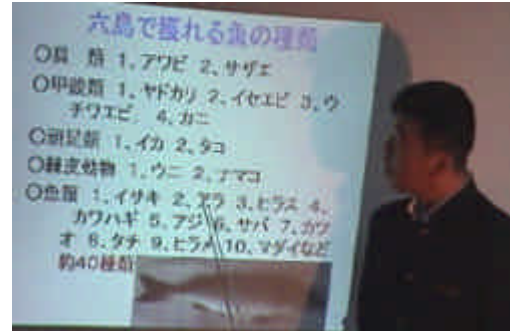 六島で獲れる魚の種類
○貝 類 1、アワビ 2、サザエ
○甲殻類 1、ヤドカリ 2、イセエビ 3、ウ
チワエビ 4、カニ
○頭足類 1、イカ 2、タコ
○棘皮動物 1、ウニ 2、ナマコ
○魚類 1、イサキ 2、アラ 3、ヒラス 4、
カワハギ 5、アジ 6、サバ 7、カツ
オ 8、タチ 9、ヒラメ 10、マダイなど
約40種類